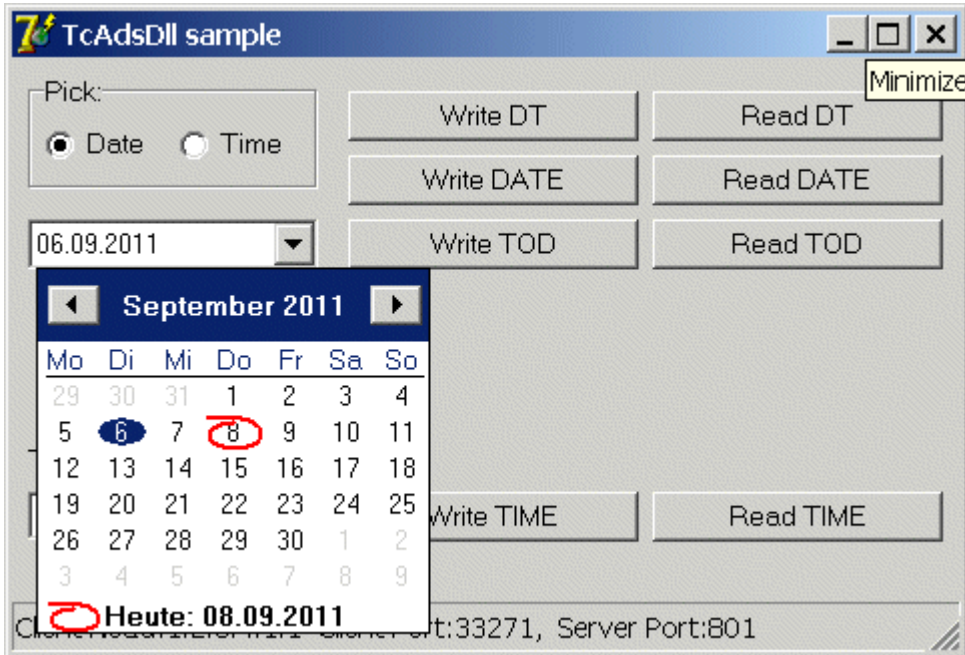 TcAdsDll sample
Minimize
Pick:
Date Time
Write DT Read DT
Write DATE Read DATE
06.09.2011 Write TOD Read TOD
September 2011
Mo Di Mi Do Fr Sa So
29 30 31 1 2 3 4
5 6 7 8 9 10 11
12 13 14 15 16 17 18
19 20 21 22 23 24 25
26 27 28 29 30 1 2
3 4 5 6 7 8 9
Heute: 08.09.2011
Write TIME Read TIME
Port:33271, Server Port:801